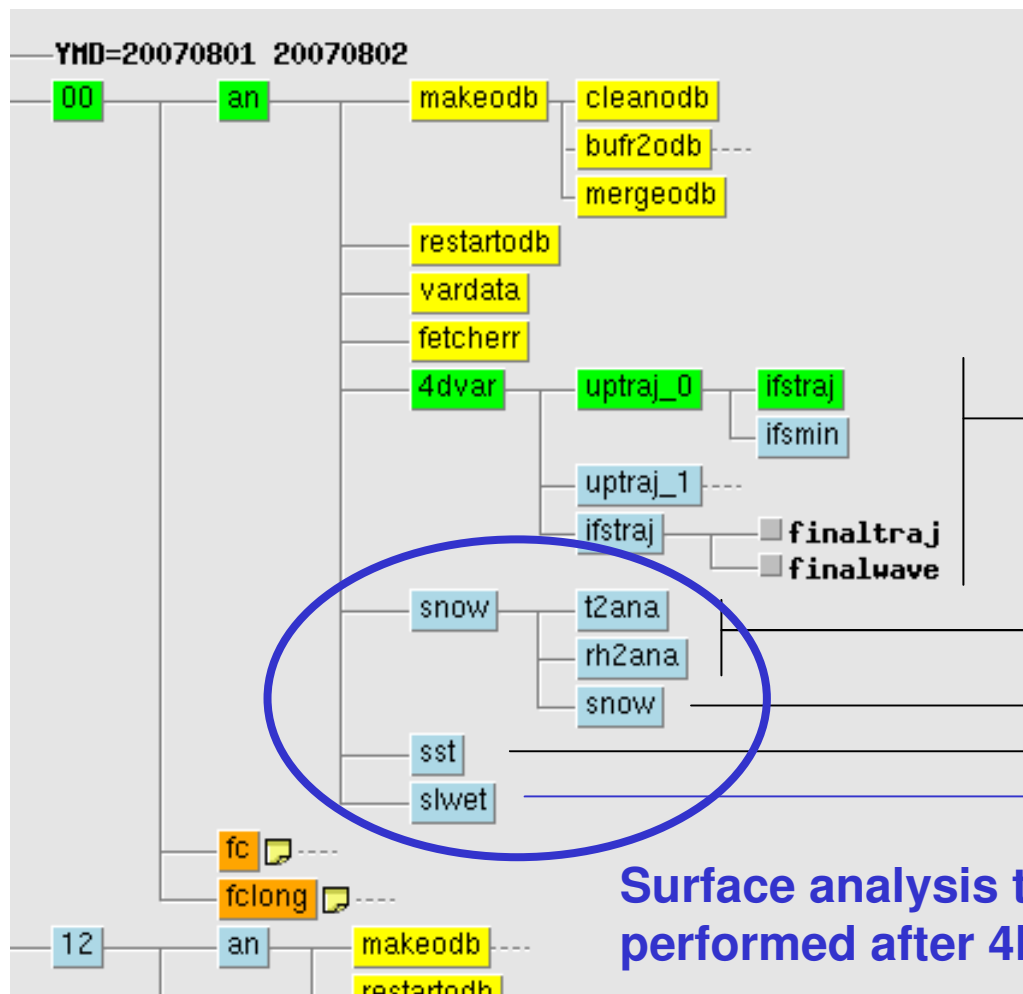 YMD=20070801 20070802
00 an makeodb cleanodb
bufr2odb
mergeodb
restartodb
vardata
fetcherr
4dvar uptraj_0 ifstraj
ifsmin
uptraj_1
ifstraj finaltraj
finalwave
snow t2ana
rh2ana
snow
sst
slwet
fc
fclong
Surface analysis
performed after
12 an makeodb
restartodb